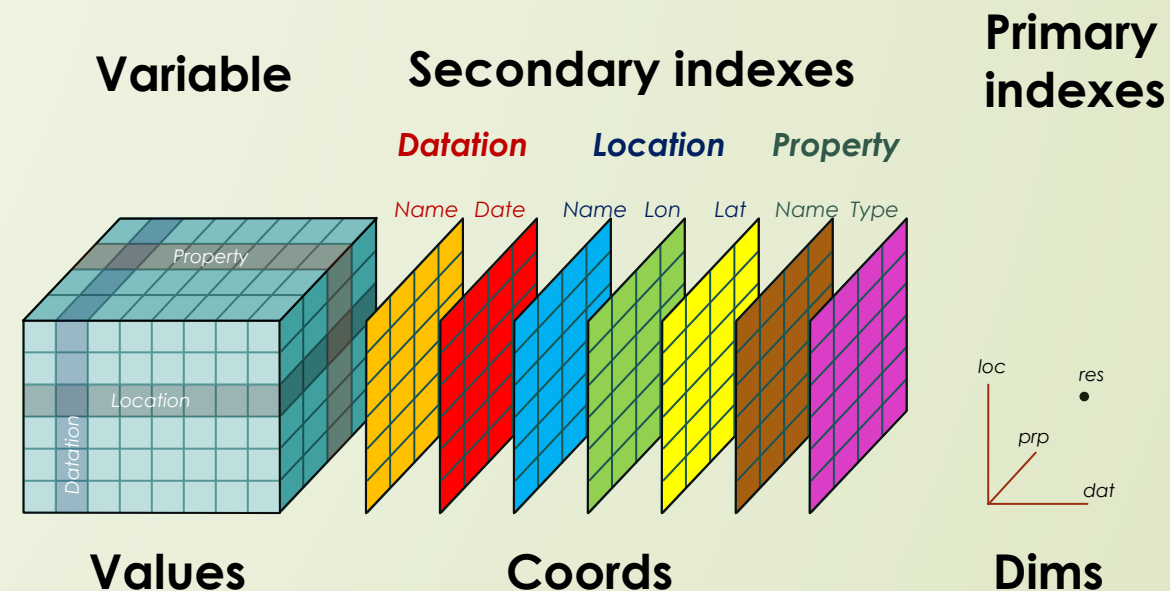 Variable
Secondary indexes
Primary
indexes
Datation
Location
Property
Name Date
Name Lon Lat
Name Type
Property
Location
Datation
loc
res
prp
dat
Values
Coords
Dims